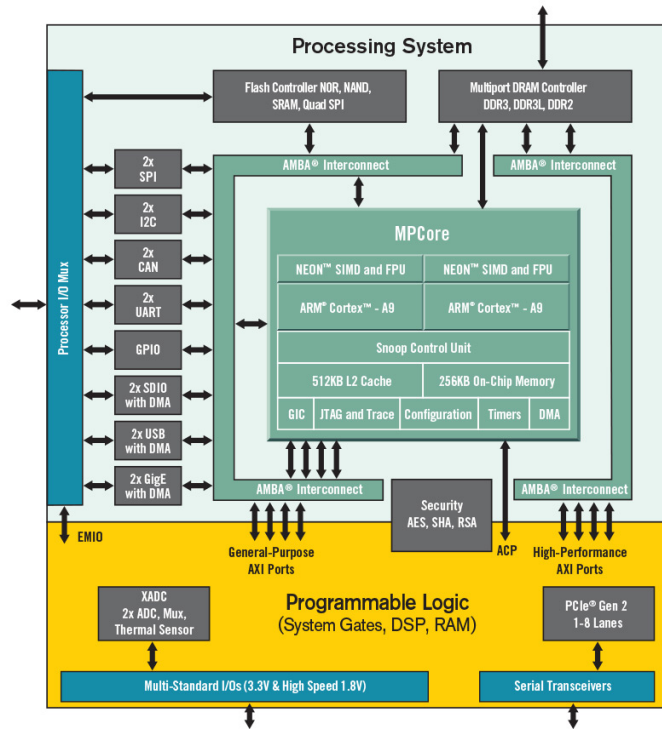 Processing System
Flash Controller NOR, NAND,
SRAM, Quad SPI
Multiport DRAM Controller
DDR3, DDR3L, DDR2
AMBA® Interconnect
AMBA® Interconnect
Processor I/O Mux
2x
SPI
2x
I2C
2x
CAN
2x
UART
GPIO
2x SDIO
with DMA
2x USB
with DMA
2x GigE
with DMA
MPCore
NEON™ SIMD and FPU
NEON™ SIMD and FPU
ARM® Cortex™ - A9
ARM® Cortex™ - A9
Snoop Control Unit
512KB L2 Cache
256KB On-Chip Memory
GIC
JTAG and Trace
Configuration
Timers
DMA
AMBA® Interconnect
AMBA® Interconnect
Security
AES, SHA, RSA
EMIO
General-Purpose
AXI Ports
ACP
High-Performance
AXI Ports
XADC
2x ADC, Mux,
Thermal Sensor
Programmable Logic
(System Gates, DSP, RAM)
PCIe® Gen 2
1-8 Lanes
Multi-Standard I/Os (3.3V & High Speed 1.8V)
Serial Transceivers